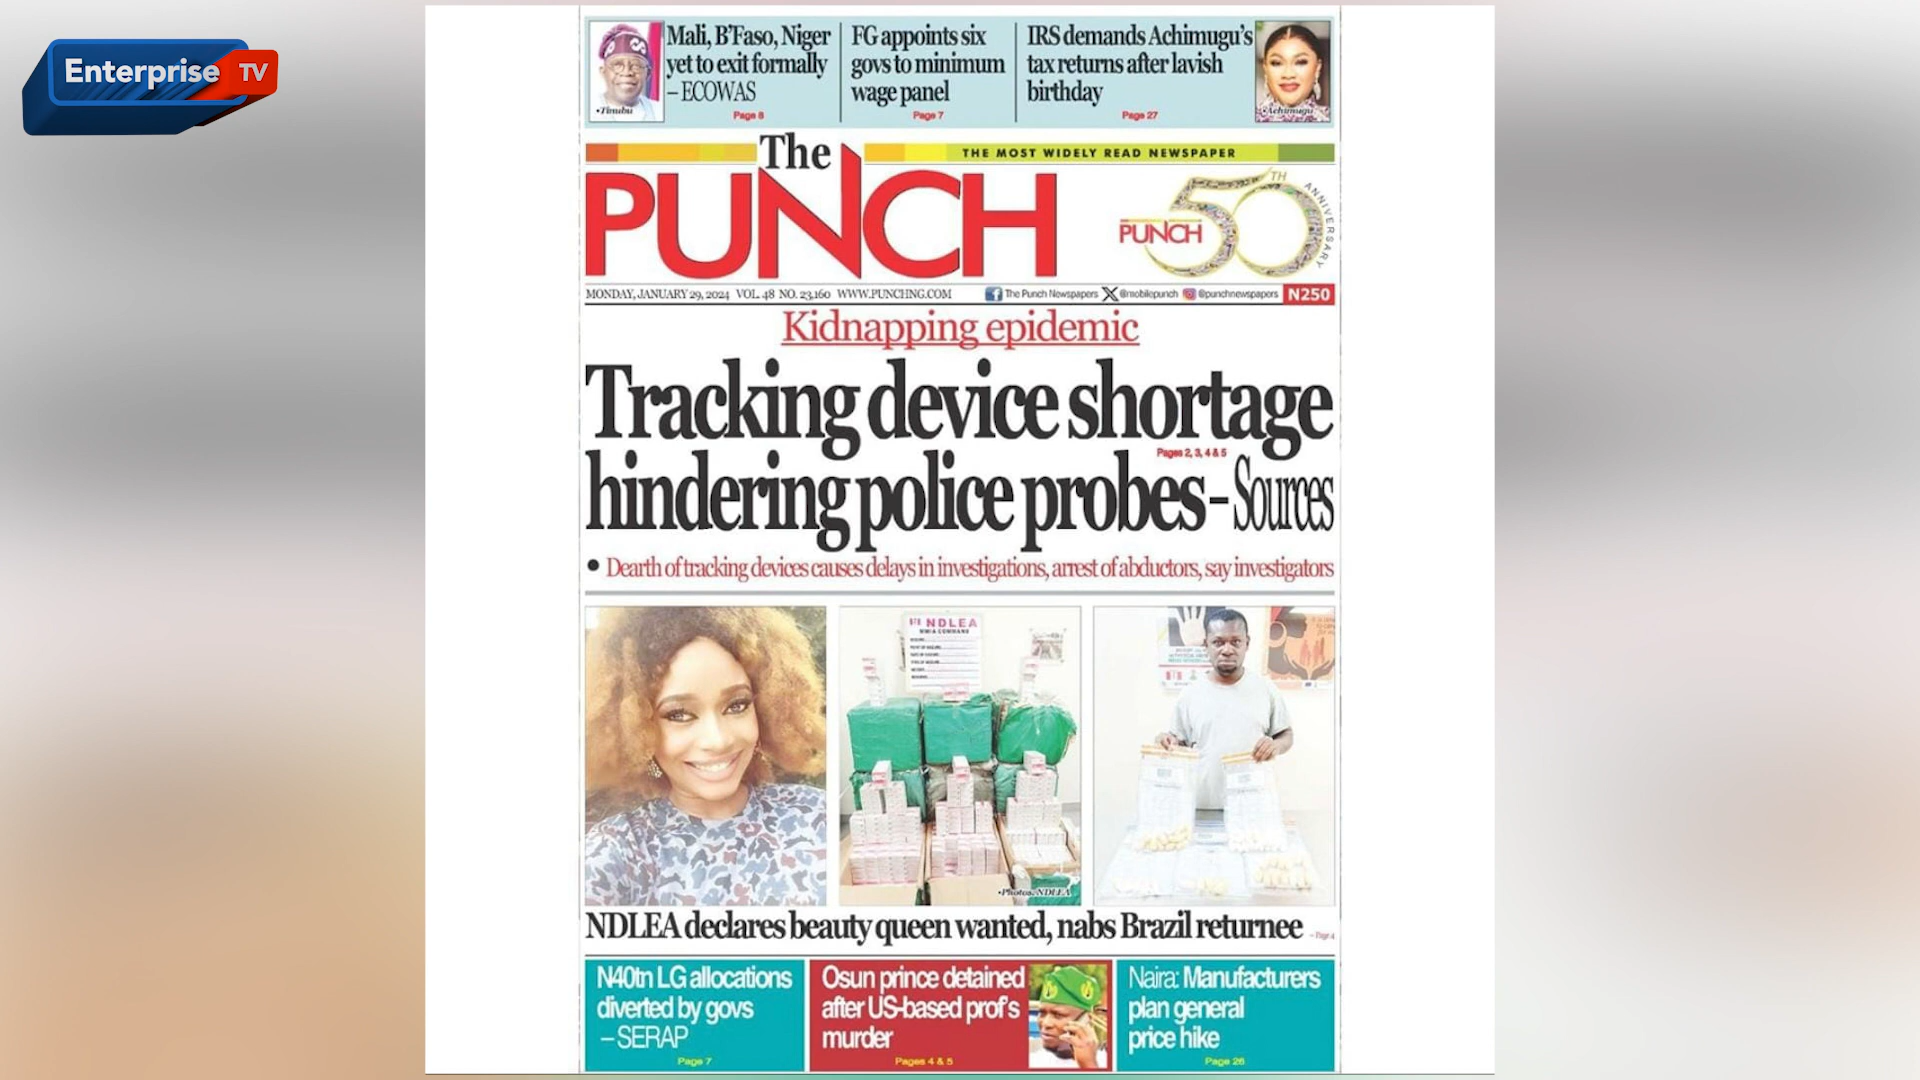 Enterprise TV
Mali, B'Faso, Niger
yet to exit formally
– ECOWAS
Page 8
•Tinubu
FG appoints six
govs to minimum
wage panel
Page 7
IRS demands Achimugu's
tax returns after lavish
birthday
Page 27
•Achimugu
The
PUNCH
THE MOST WIDELY READ NEWSPAPER
PUNCH 50TH ANNIVERSARY
MONDAY, JANUARY 29, 2024 VOL. 48 NO. 23,160 WWW.PUNCHNG.COM
The Punch Newspapers @mobilepunch @punchnewspapers N250
Kidnapping epidemic
Tracking device shortage
Pages 2, 3, 4 & 5
hindering police probes – Sources
• Dearth of tracking devices causes delays in investigations, arrest of abductors, say investigators
NDLEA
MMIA COMMAND
•Photos: NDLEA
NDLEA declares beauty queen wanted, nabs Brazil returnee – Page 4
N40tn LG allocations
diverted by govs
– SERAP
Page 7
Osun prince detained
after US-based prof's
murder
Pages 4 & 5
Naira: Manufacturers
plan general
price hike
Page 26